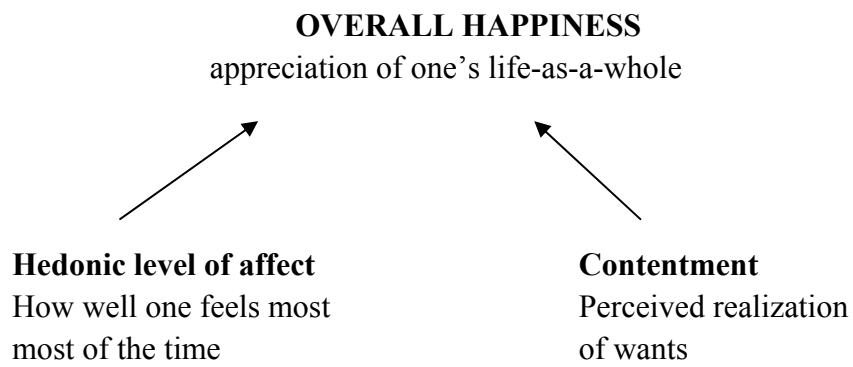 OVERALL HAPPINESS
appreciation of one’s life-as-a-whole
Hedonic level of affect
How well one feels most
most of the time
Contentment
Perceived realization
of wants